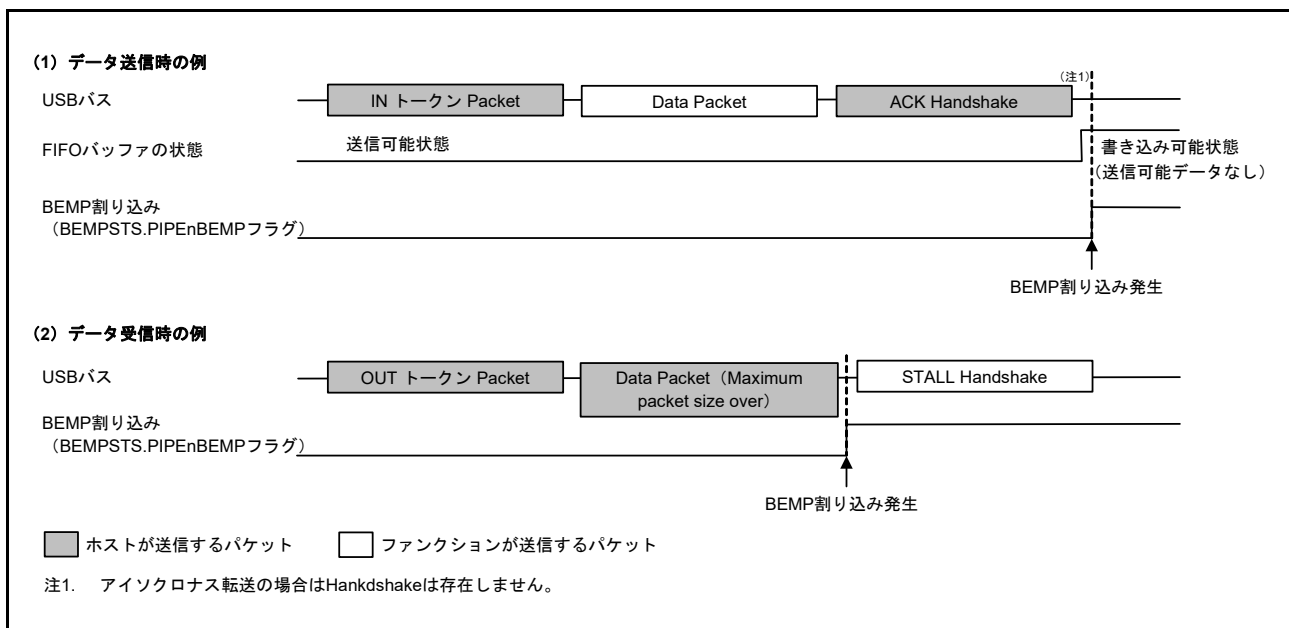 (1) データ送信時の例
(注1)
USBバス
IN トークン Packet
Data Packet
ACK Handshake
FIFOバッファの状態
送信可能状態
書き込み可能状態
(送信可能データなし)
BEMP割り込み
(BEMPSTS.PIPEnBEMPフラグ)
BEMP割り込み発生
(2) データ受信時の例
USBバス
OUT トークン Packet
Data Packet(Maximum
packet size over)
STALL Handshake
BEMP割り込み
(BEMPSTS.PIPEnBEMPフラグ)
BEMP割り込み発生
ホストが送信するパケット
ファンクションが送信するパケット
注1. アイソクロナス転送の場合はHankdshakeは存在しません。